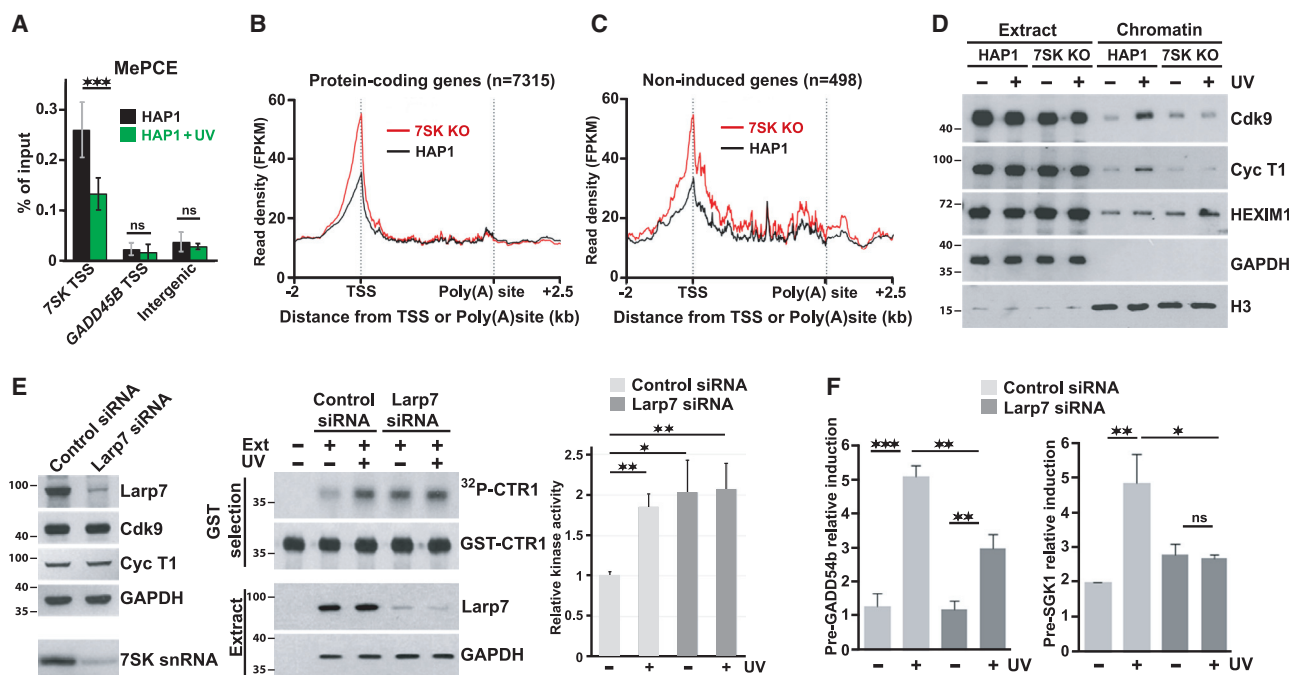 A
MePCE
***
HAP1
HAP1 + UV
% of input
0.3
0.2
0.1
0
ns
ns
7SK TSS
GADD45B TSS
Intergenic
B
Protein-coding genes (n=7315)
Read density (FPKM)
60
40
20
0
7SK KO
HAP1
-2
TSS
Poly(A) site
+2.5
Distance from TSS or Poly(A)site (kb)
C
Non-induced genes (n=498)
Read density (FPKM)
60
40
20
0
7SK KO
HAP1
-2
TSS
Poly(A) site
+2.5
Distance from TSS or Poly(A)site (kb)
D
Extract Chromatin
HAP1 7SK KO HAP1 7SK KO
– + – + – + – + UV
40 Cdk9
100 Cyc T1
72 HEXIM1
55
40 GAPDH
35
15 H3
E
Control siRNA
Larp7 siRNA
100 Larp7
40 Cdk9
100 Cyc T1
40 GAPDH
35
7SK snRNA
Control siRNA
Larp7 siRNA
Ext – + + + +
UV – + – +
GST selection
35 32P-CTR1
35 GST-CTR1
Extract
100 Larp7
40 GAPDH
35
Control siRNA
Larp7 siRNA
Relative kinase activity
2.5
2
1.5
1
0
**
*
**
– + – + UV
F
Control siRNA
Larp7 siRNA
Pre-GADD54b relative induction
6
5
4
3
2
1
0
***
**
**
– + – + UV
Pre-SGK1 relative induction
6
5
4
3
2
1
0
**
*
ns
– + – + UV